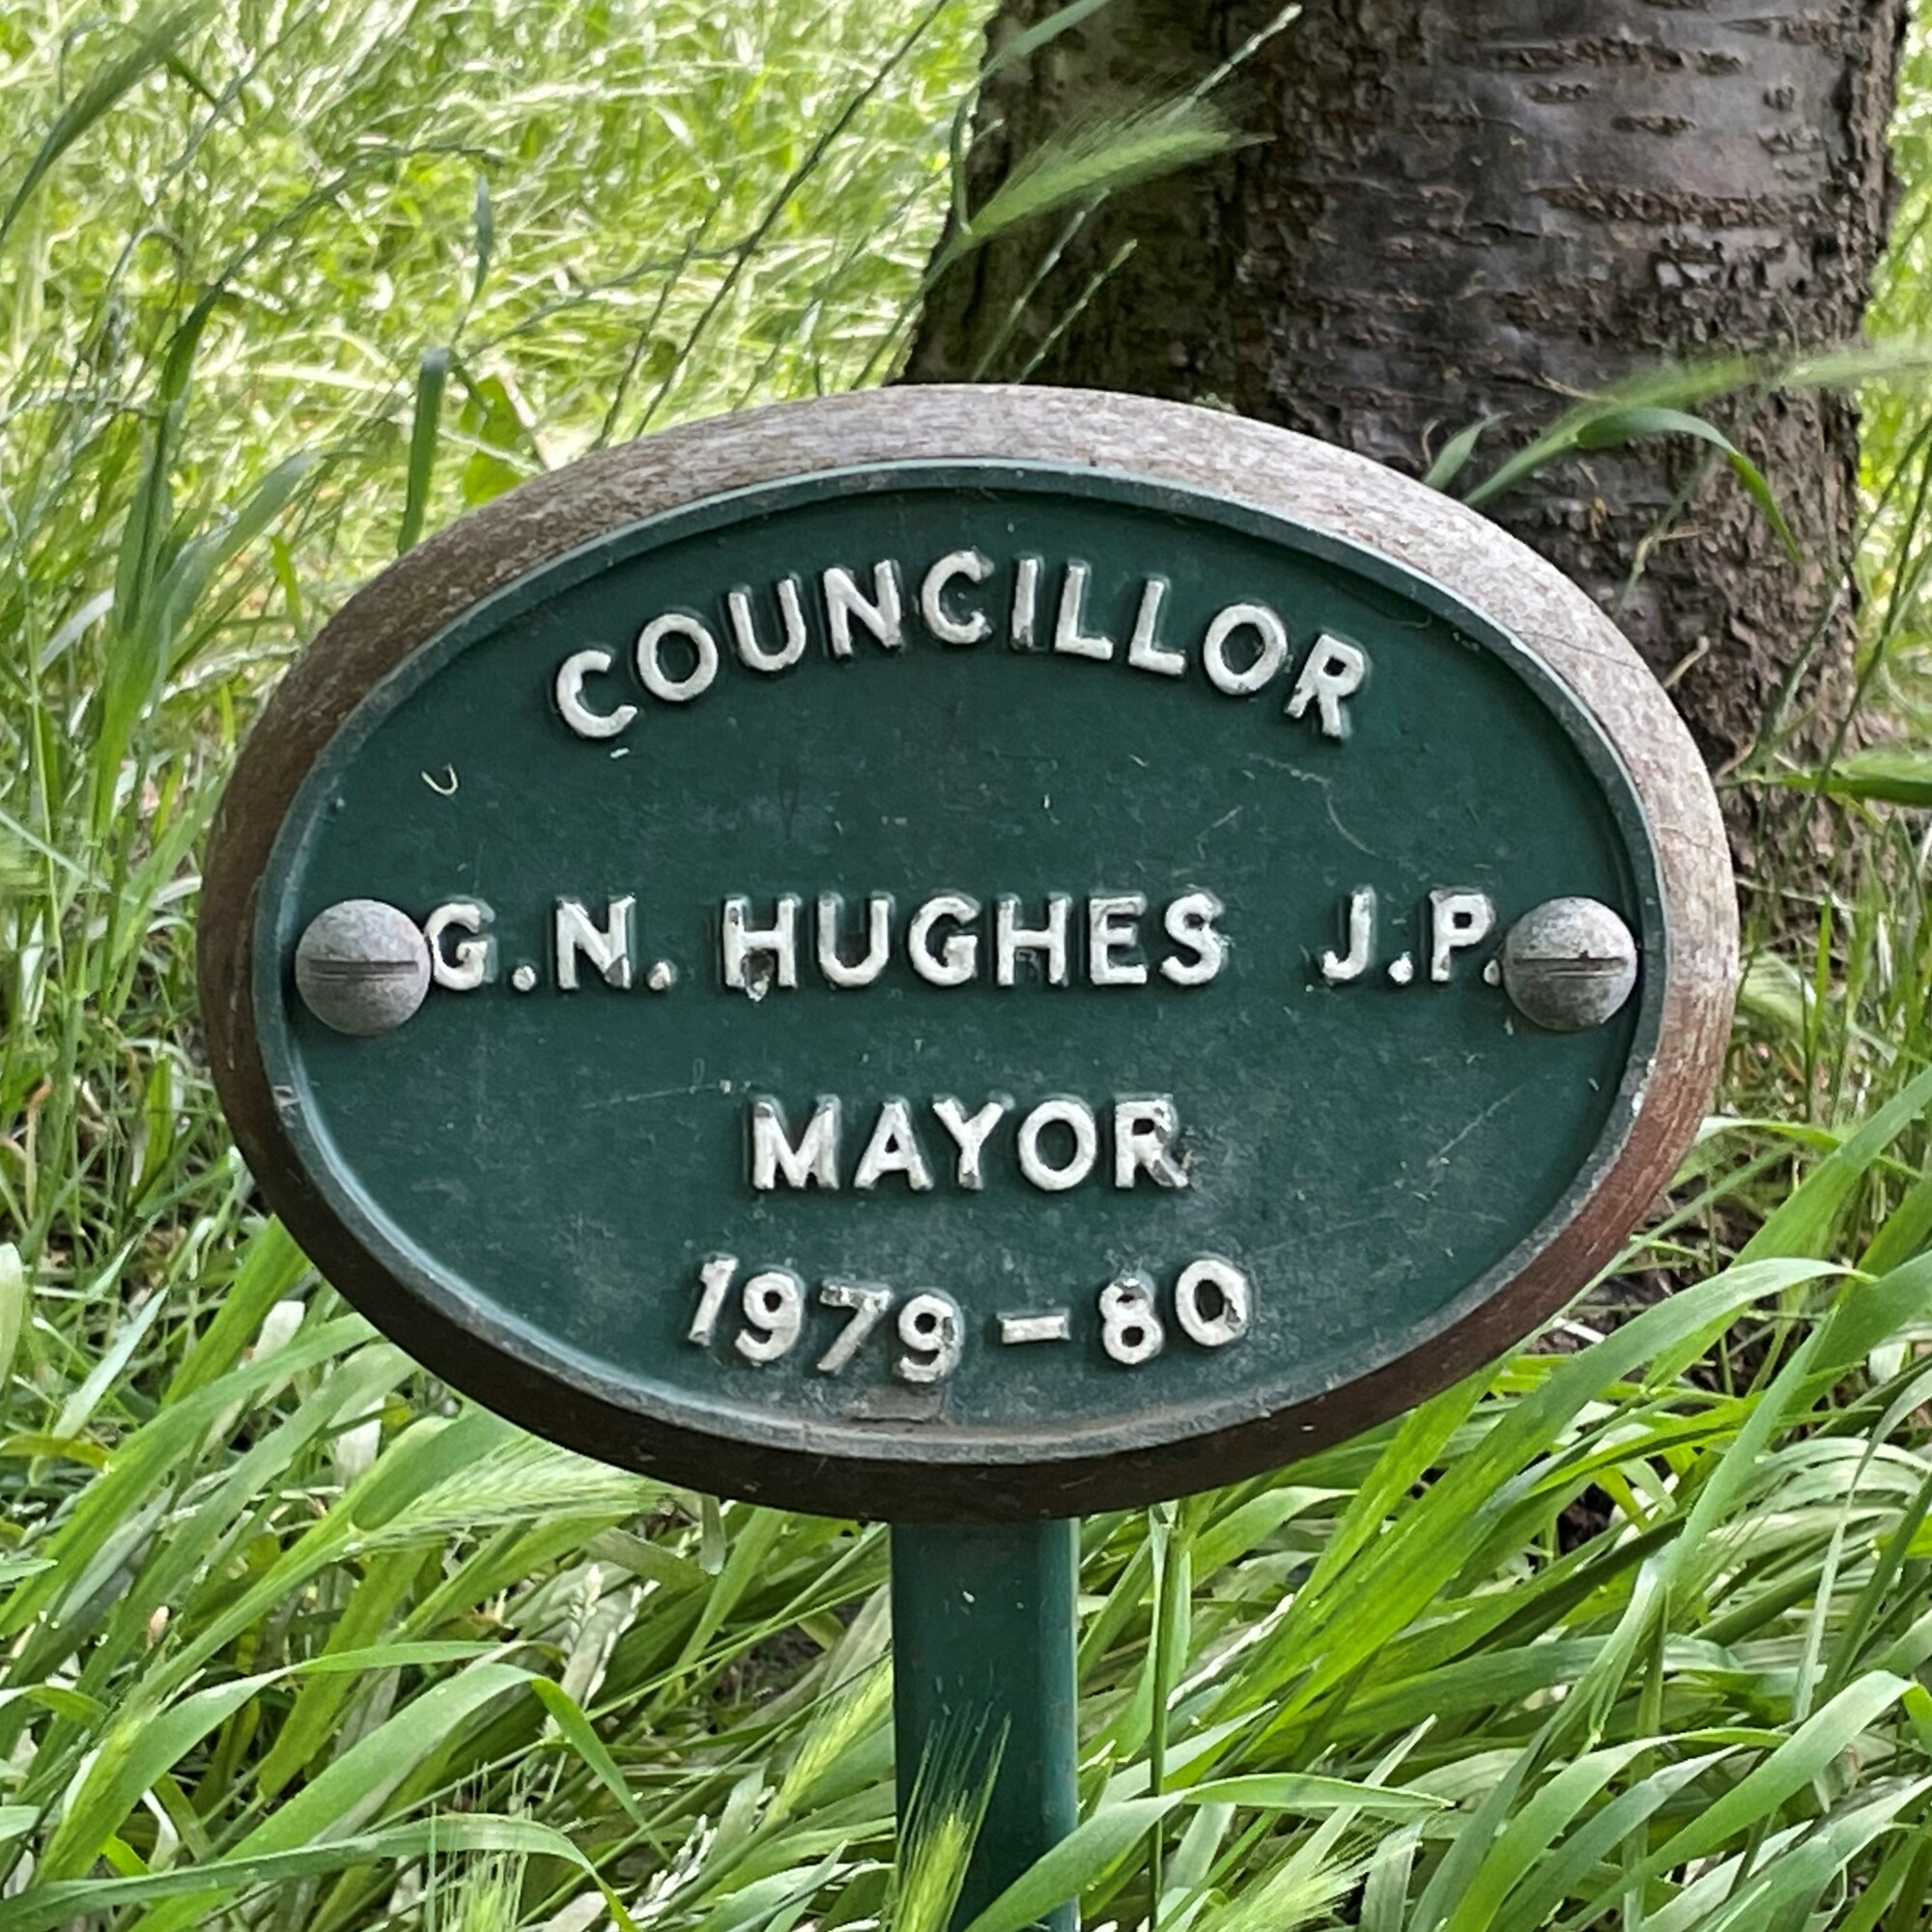 COUNCILLOR
G.N. HUGHES J.P.
MAYOR
1979-80